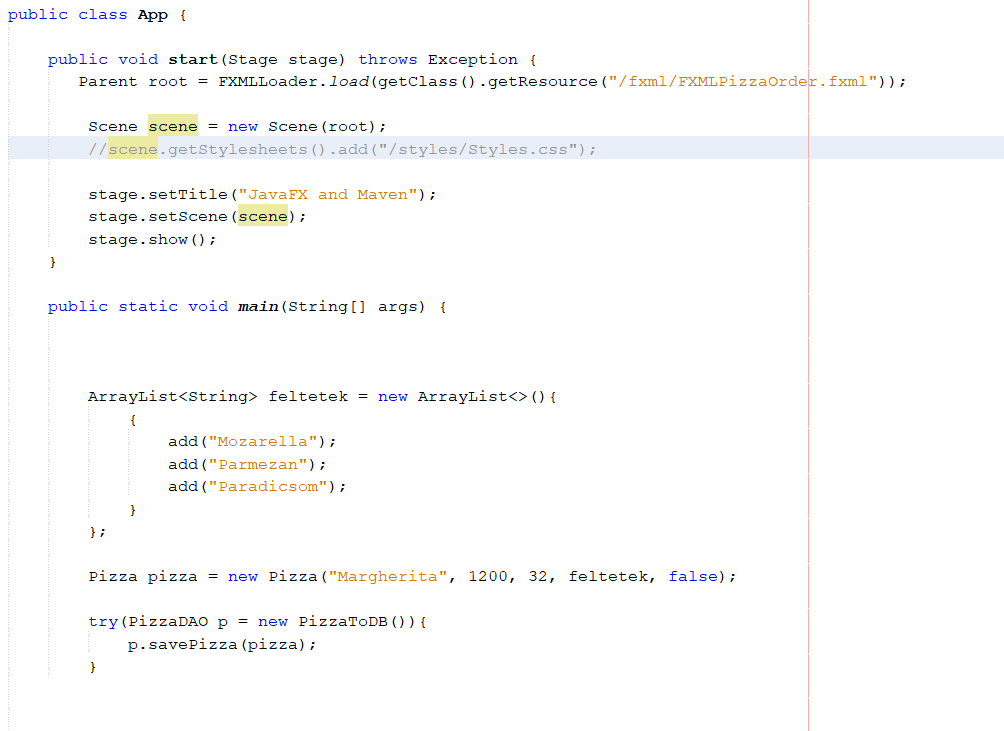 public class App {
public void start(Stage stage) throws Exception {
Parent root = FXMLLoader.load(getClass().getResource("/fxml/FXMLPizzaOrder.fxml"));
Scene scene = new Scene(root);
//scene.getStylesheets().add("/styles/Styles.css");
stage.setTitle("JavaFX and Maven");
stage.setScene(scene);
stage.show();
}
public static void main(String[] args) {
ArrayList<String> feltetek = new ArrayList<>(){
{
add("Mozarella");
add("Parmezan");
add("Paradicsom");
}
};
Pizza pizza = new Pizza("Margherita", 1200, 32, feltetek, false);
try(PizzaDAO p = new PizzaToDB()){
p.savePizza(pizza);
}